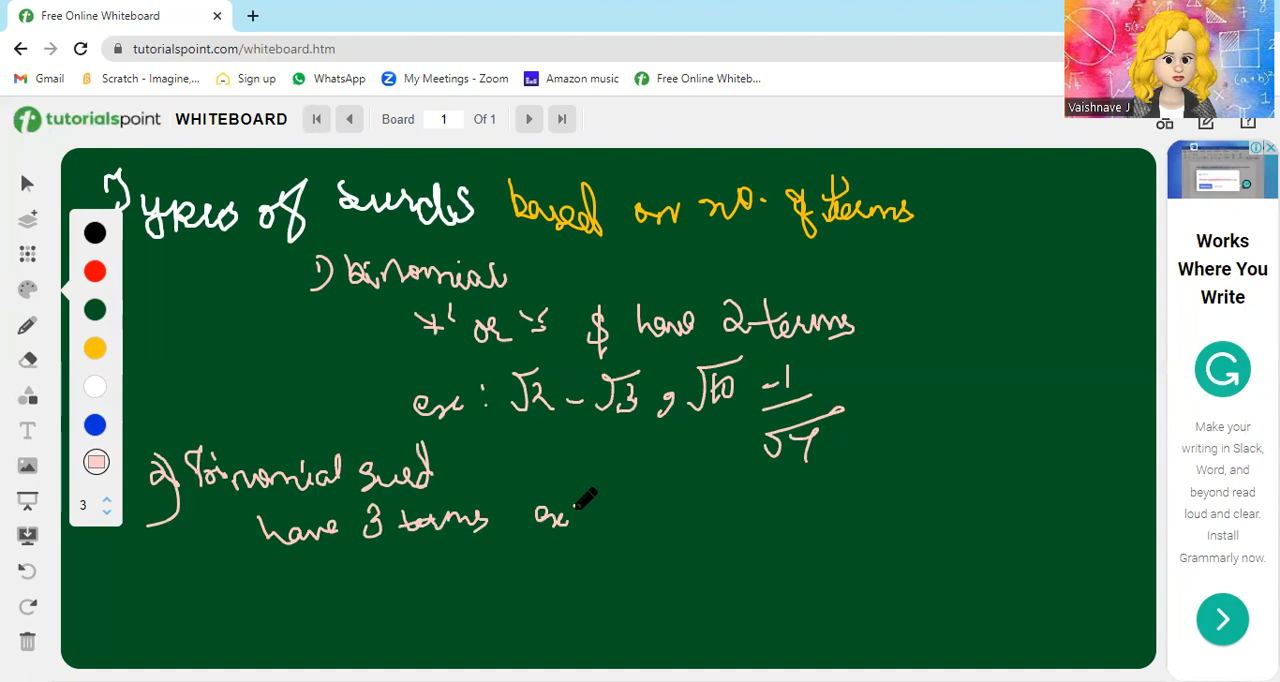 Free Online Whiteboard
tutorialspoint.com/whiteboard.htm
Gmail Scratch - Imagine,... Sign up WhatsApp My Meetings - Zoom Amazon music Free Online Whiteb...
Vaishnave J
tutorialspoint WHITEBOARD Board 1 Of 1
Types of surds based on no. of terms
1) binomial
'+' or '-' & have 2 terms
ex: √2 - √3, √10 - 1/√7
2) Trinomial surd
have 3 terms ex
3
Works
Where You
Write
Make your
writing in Slack,
Word, and
beyond read
loud and clear.
Install
Grammarly now.